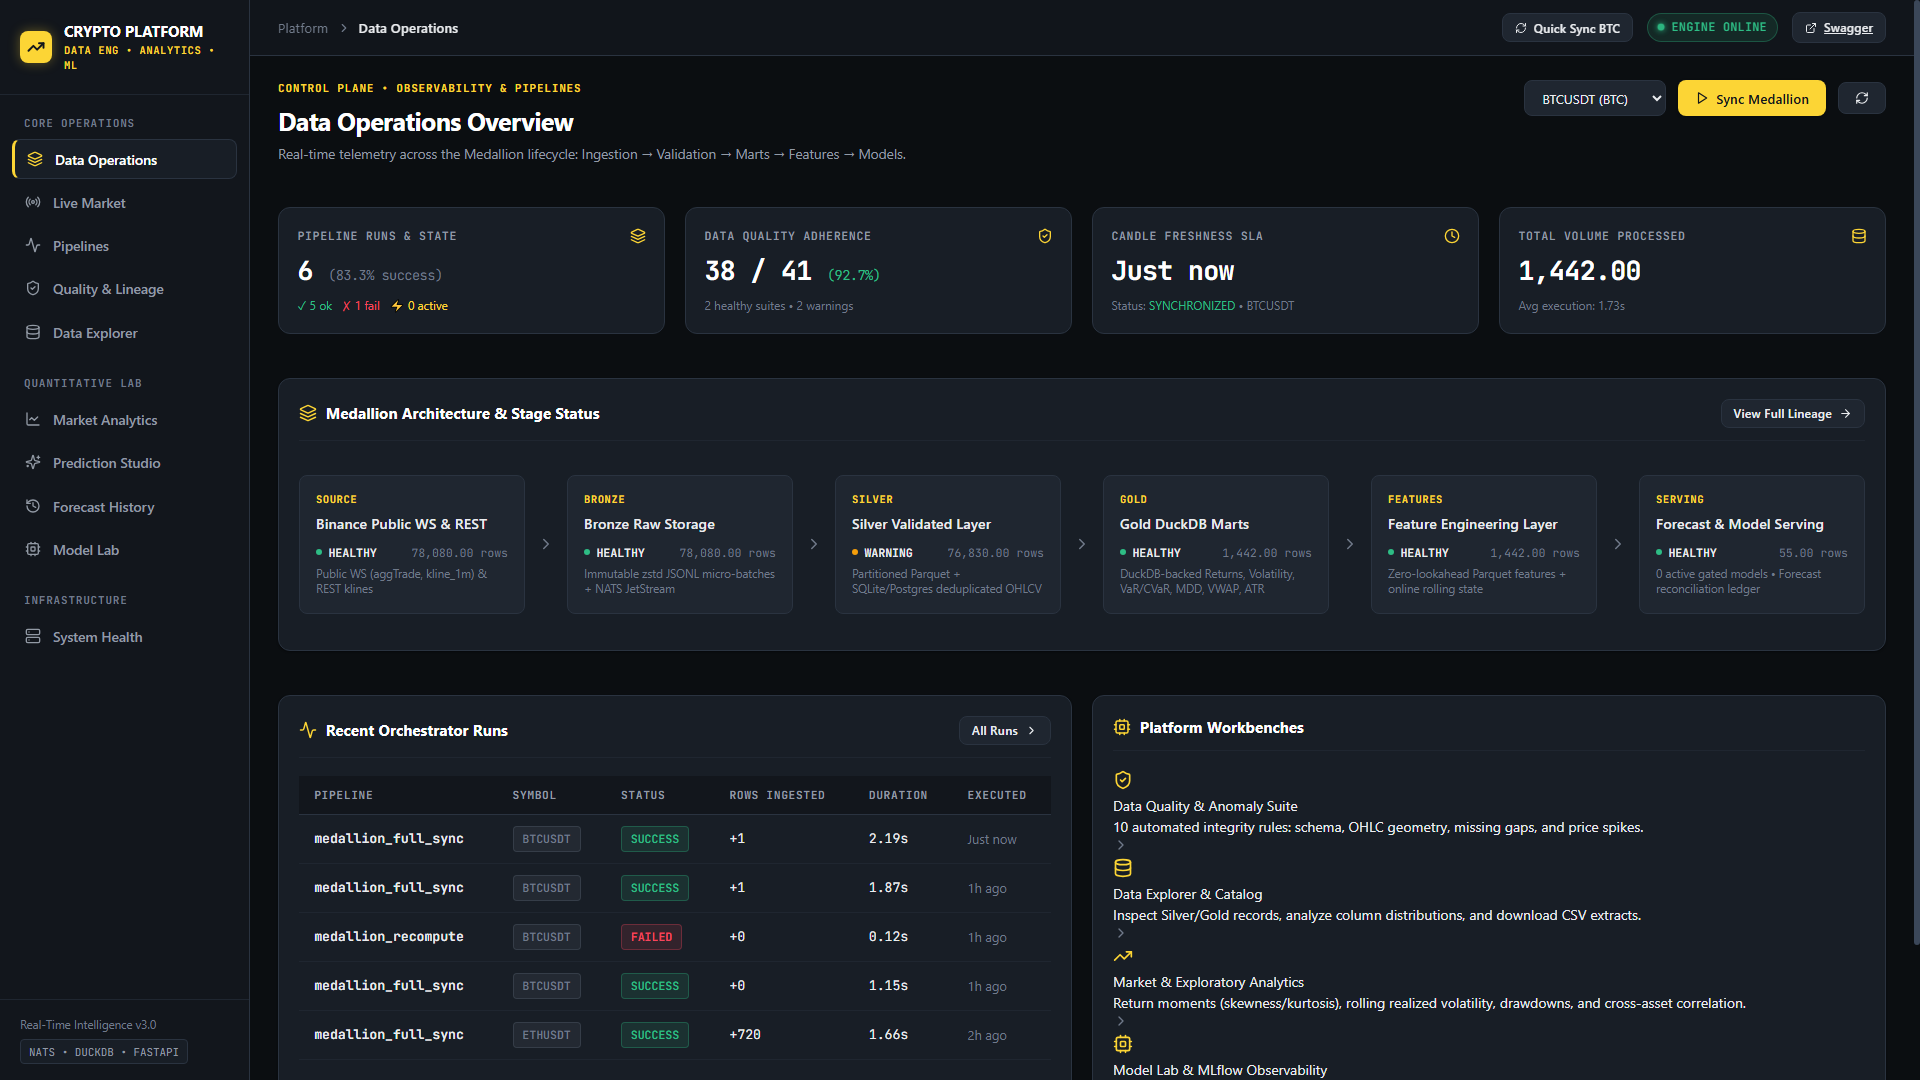 CRYPTO PLATFORM
DATA ENG • ANALYTICS •
ML
Platform
Data Operations
Quick Sync BTC
ENGINE ONLINE
Swagger
CORE OPERATIONS
Data Operations
Live Market
Pipelines
Quality & Lineage
Data Explorer
QUANTITATIVE LAB
Market Analytics
Prediction Studio
Forecast History
Model Lab
INFRASTRUCTURE
System Health
Real-Time Intelligence v3.0
NATS • DUCKDB • FASTAPI
CONTROL PLANE • OBSERVABILITY & PIPELINES
Data Operations Overview
Real-time telemetry across the Medallion lifecycle: Ingestion → Validation → Marts → Features → Models.
BTCUSDT (BTC)
Sync Medallion
PIPELINE RUNS & STATE
6 (83.3% success)
✓ 5 ok ✗ 1 fail ⚡ 0 active
DATA QUALITY ADHERENCE
38 / 41 (92.7%)
2 healthy suites • 2 warnings
CANDLE FRESHNESS SLA
Just now
Status: SYNCHRONIZED • BTCUSDT
TOTAL VOLUME PROCESSED
1,442.00
Avg execution: 1.73s
Medallion Architecture & Stage Status
View Full Lineage →
SOURCE
Binance Public WS & REST
HEALTHY 78,080.00 rows
Public WS (aggTrade, kline_1m) &
REST klines
BRONZE
Bronze Raw Storage
HEALTHY 78,080.00 rows
Immutable zstd JSONL micro-batches
+ NATS JetStream
SILVER
Silver Validated Layer
WARNING 76,830.00 rows
Partitioned Parquet +
SQLite/Postgres deduplicated OHLCV
GOLD
Gold DuckDB Marts
HEALTHY 1,442.00 rows
DuckDB-backed Returns, Volatility,
VaR/CVaR, MDD, VWAP, ATR
FEATURES
Feature Engineering Layer
HEALTHY 1,442.00 rows
Zero-lookahead Parquet features +
online rolling state
SERVING
Forecast & Model Serving
HEALTHY 55.00 rows
0 active gated models • Forecast
reconciliation ledger
Recent Orchestrator Runs
All Runs
PIPELINE SYMBOL STATUS ROWS INGESTED DURATION EXECUTED
medallion_full_sync BTCUSDT SUCCESS +1 2.19s Just now
medallion_full_sync BTCUSDT SUCCESS +1 1.87s 1h ago
medallion_recompute BTCUSDT FAILED +0 0.12s 1h ago
medallion_full_sync BTCUSDT SUCCESS +0 1.15s 1h ago
medallion_full_sync ETHUSDT SUCCESS +720 1.66s 2h ago
Platform Workbenches
Data Quality & Anomaly Suite
10 automated integrity rules: schema, OHLC geometry, missing gaps, and price spikes.
Data Explorer & Catalog
Inspect Silver/Gold records, analyze column distributions, and download CSV extracts.
Market & Exploratory Analytics
Return moments (skewness/kurtosis), rolling realized volatility, drawdowns, and cross-asset correlation.
Model Lab & MLflow Observability